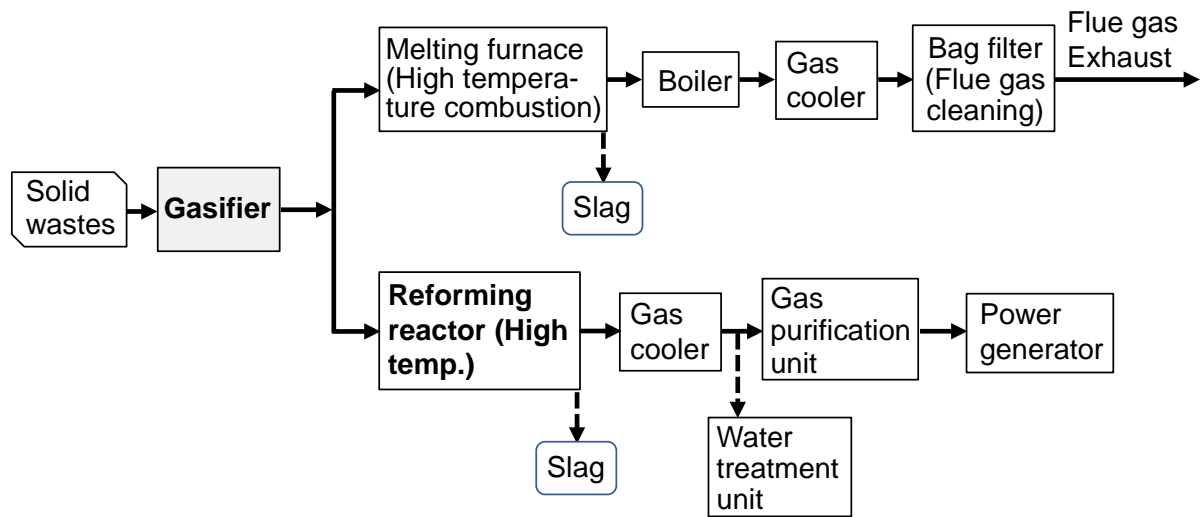 Flue gas
Exhaust
Melting furnace
(High tempera-
ture combustion)
Boiler
Gas
cooler
Bag filter
(Flue gas
cleaning)
Slag
Solid
wastes
Gasifier
Reforming
reactor (High
temp.)
Gas
cooler
Gas
purification
unit
Power
generator
Slag
Water
treatment
unit